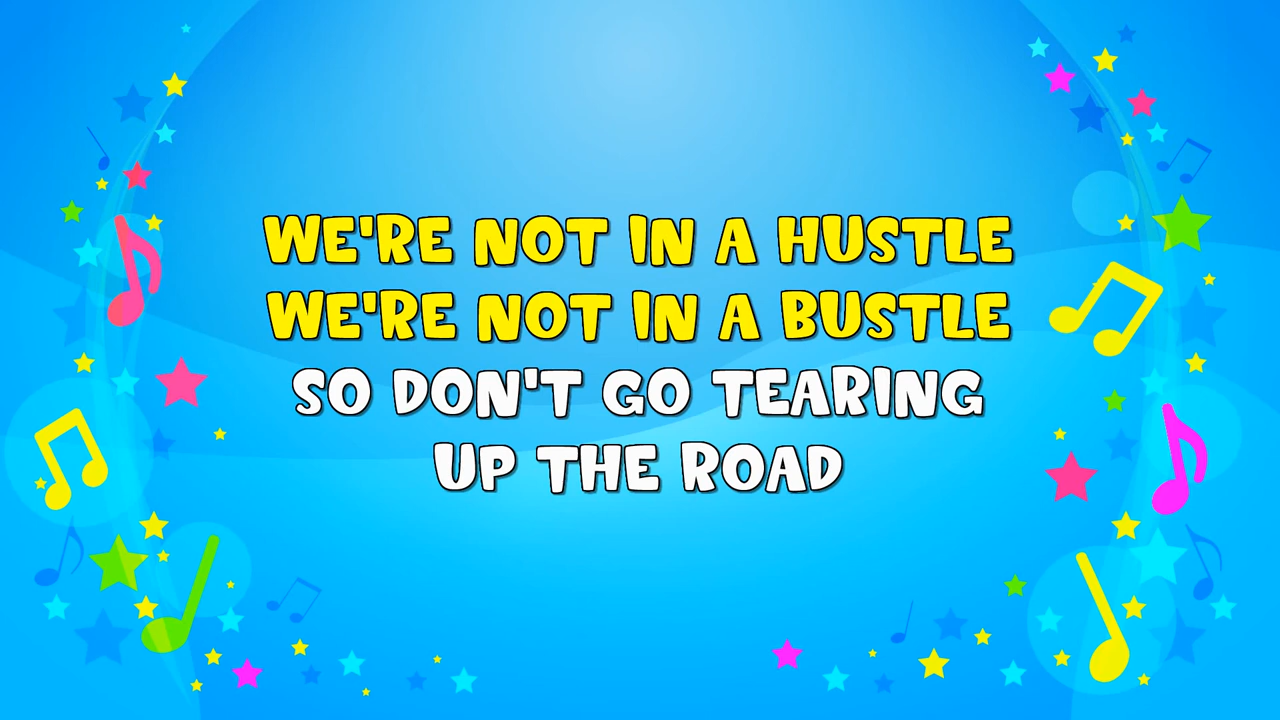 WE'RE NOT IN A HUSTLE
WE'RE NOT IN A BUSTLE
SO DON'T GO TEARING
UP THE ROAD